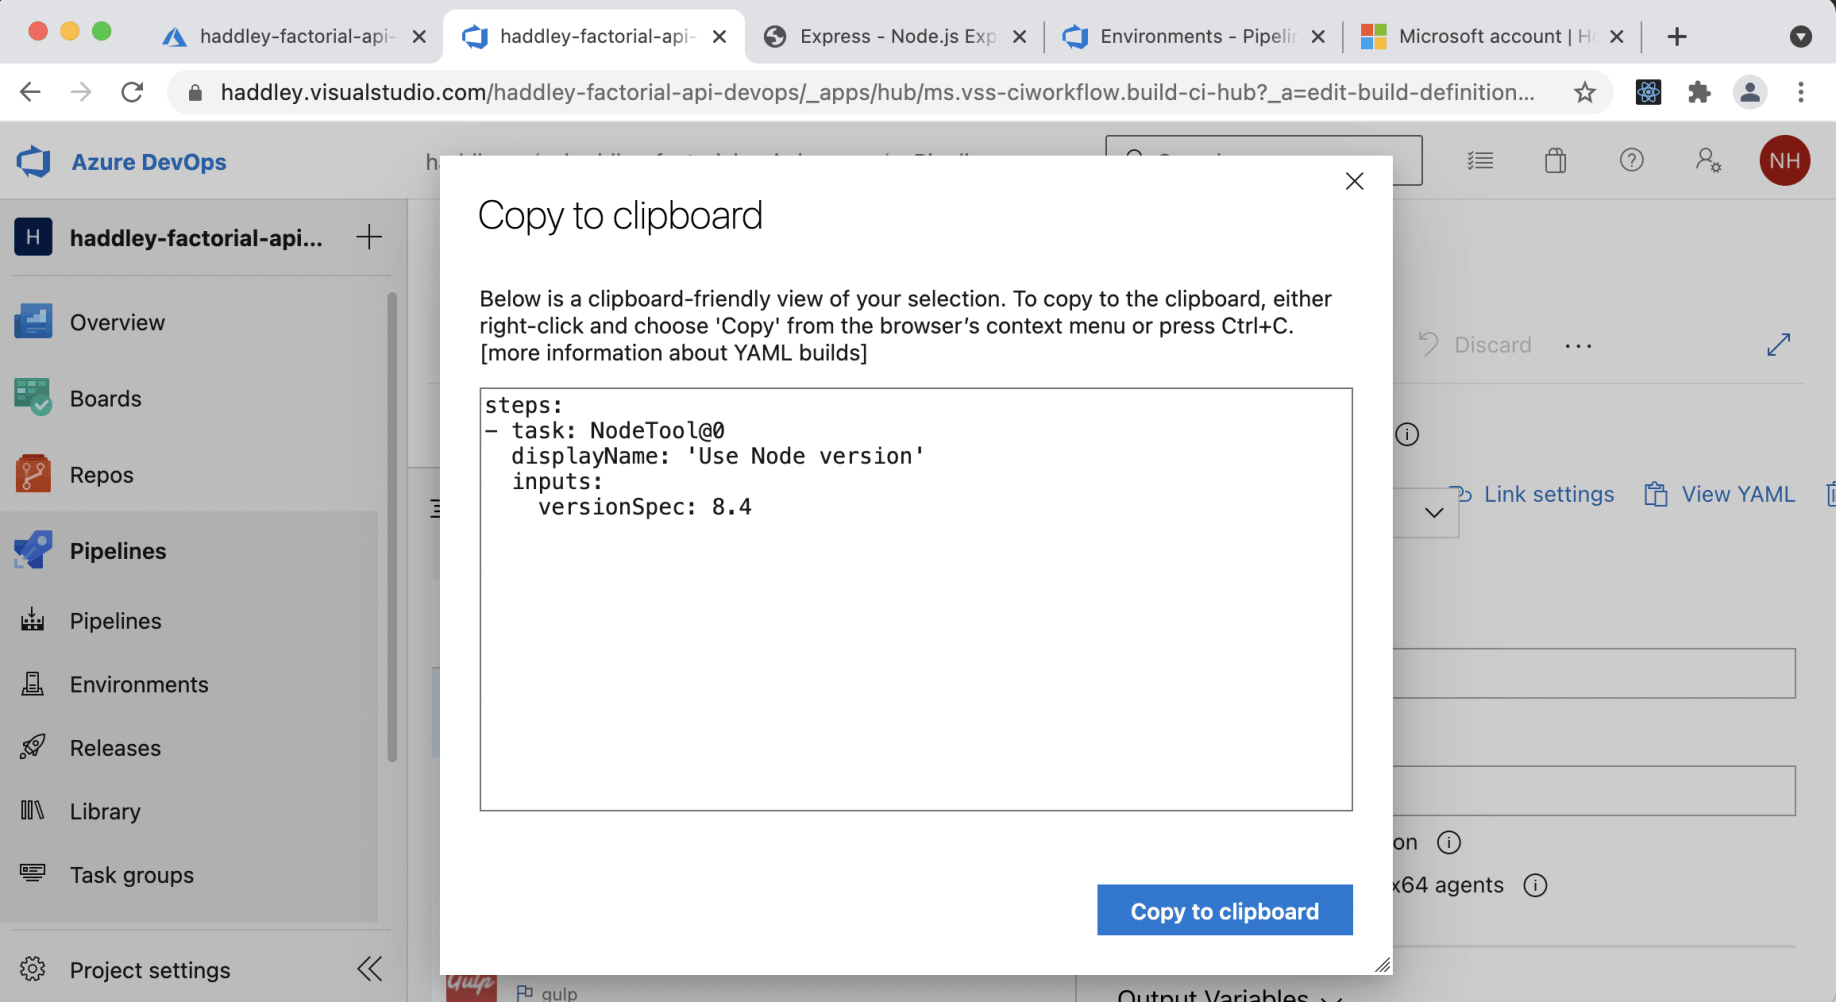 haddley-factorial-api-
haddley-factorial-api-
Express - Node.js Exp
Environments - Pipelin
Microsoft account | Ho
haddley.visualstudio.com/haddley-factorial-api-devops/_apps/hub/ms.vss-ciworkflow.build-ci-hub?_a=edit-build-definition...
Azure DevOps
NH
H
haddley-factorial-api...
Overview
Boards
Repos
Pipelines
Pipelines
Environments
Releases
Library
Task groups
Project settings
Copy to clipboard
Below is a clipboard-friendly view of your selection. To copy to the clipboard, either
right-click and choose 'Copy' from the browser's context menu or press Ctrl+C.
[more information about YAML builds]
steps:
- task: NodeTool@0
displayName: 'Use Node version'
inputs:
versionSpec: 8.4
Copy to clipboard
Discard
Link settings
View YAML
on
x64 agents
Output Variables
gulp
gulp